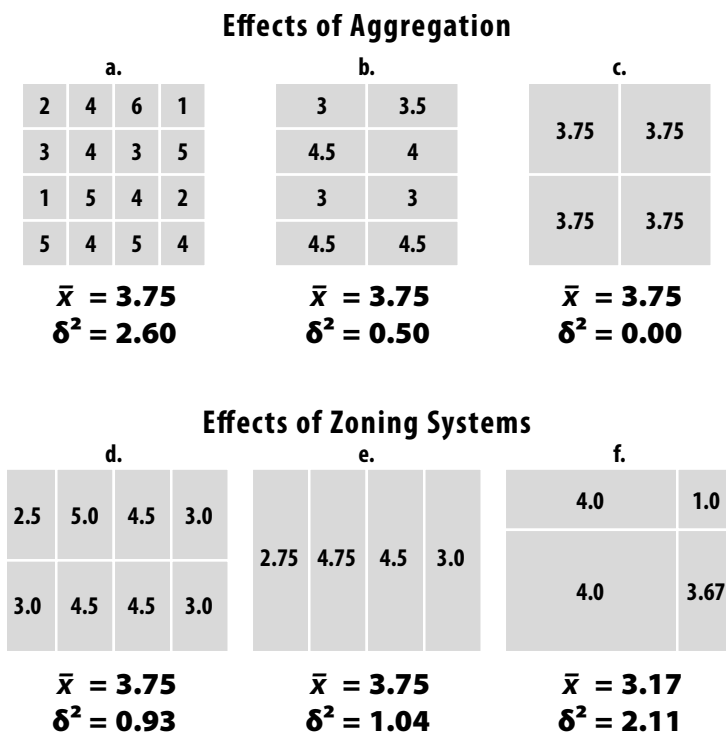 Effects of Aggregation
a. b. c.
2 4 6 1
3 4 3 5
1 5 4 2
5 4 5 4
3 3.5
4.5 4
3 3
4.5 4.5
3.75 3.75
3.75 3.75
x̄ = 3.75 x̄ = 3.75 x̄ = 3.75
δ² = 2.60 δ² = 0.50 δ² = 0.00
Effects of Zoning Systems
d. e. f.
2.5 5.0 4.5 3.0
3.0 4.5 4.5 3.0
2.75 4.75 4.5 3.0
4.0 1.0
4.0 3.67
x̄ = 3.75 x̄ = 3.75 x̄ = 3.17
δ² = 0.93 δ² = 1.04 δ² = 2.11